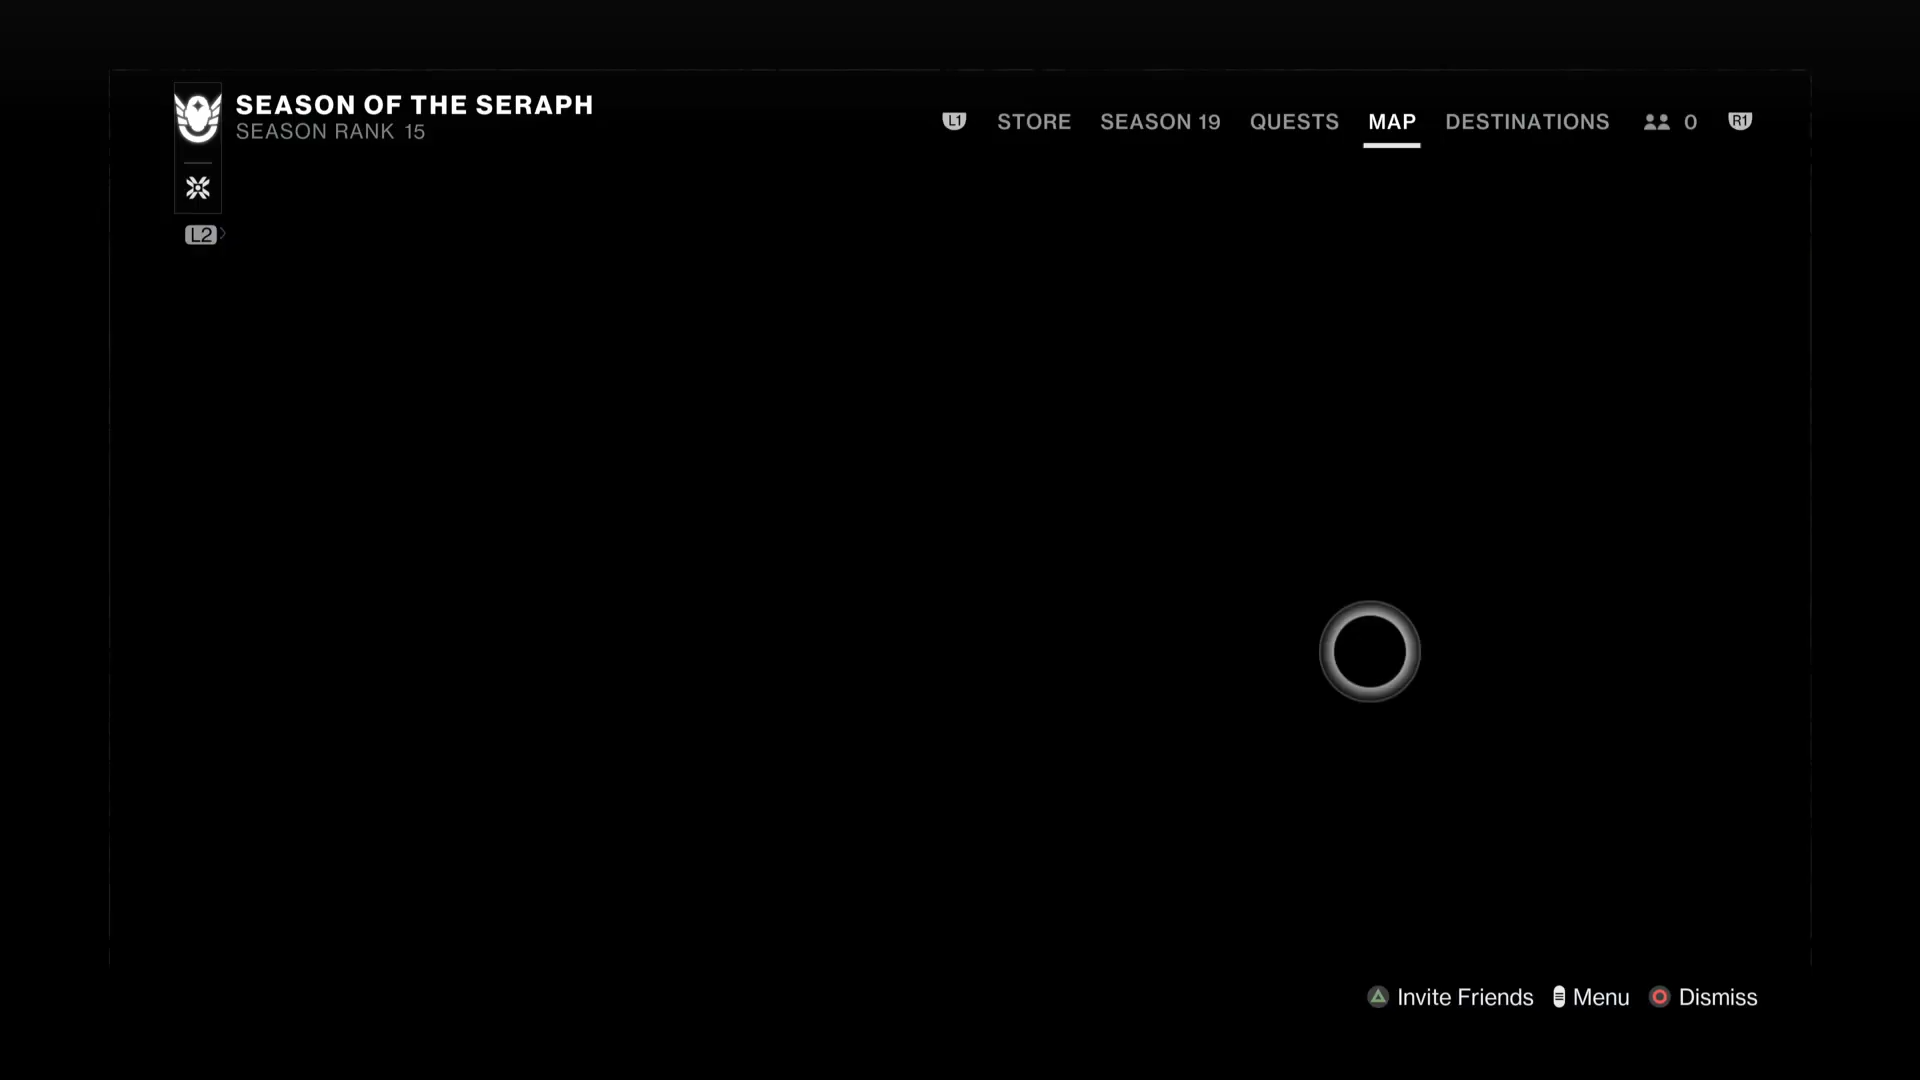 SEASON OF THE SERAPH
SEASON RANK 15
L1 STORE SEASON 19 QUESTS MAP DESTINATIONS 0 R1
L2
Invite Friends Menu Dismiss